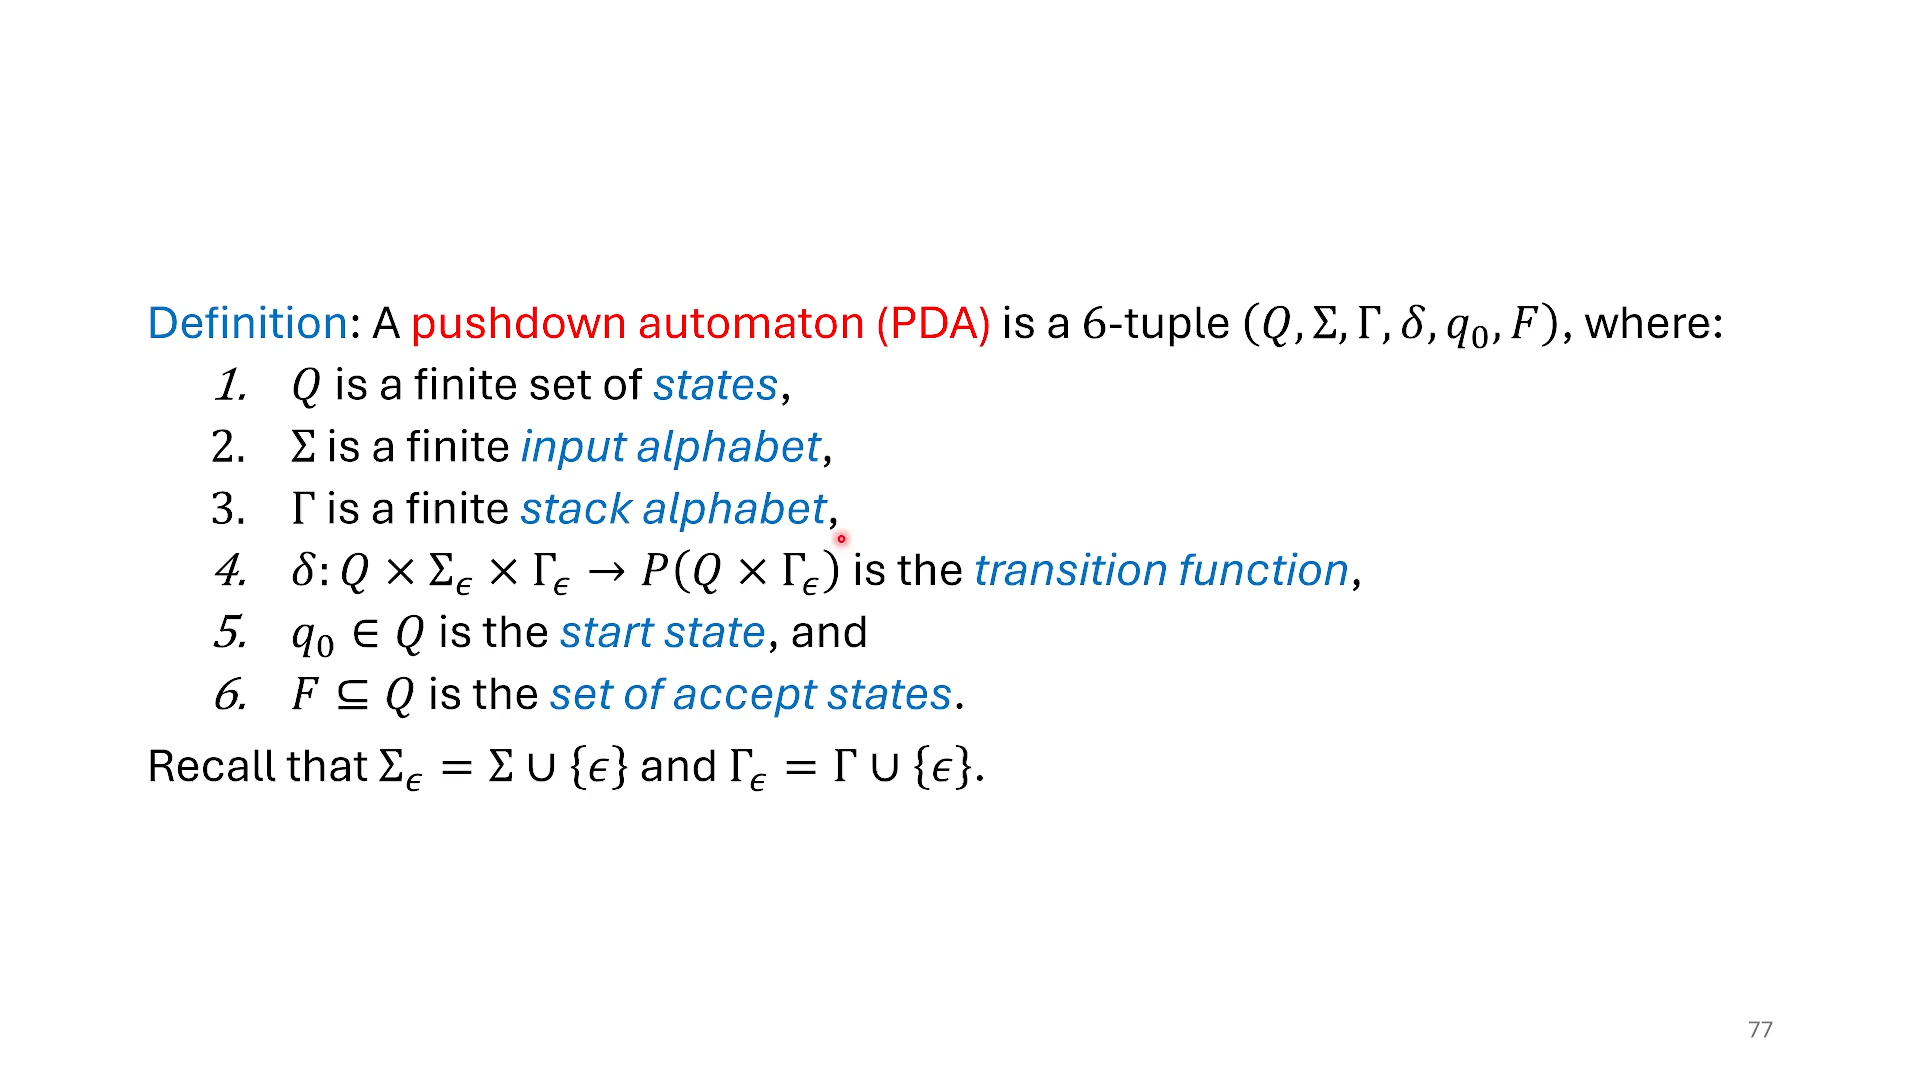 Definition: A pushdown automaton (PDA) is a 6-tuple (𝑄, Σ, Γ, 𝛿, 𝑞₀, 𝐹), where:
1. 𝑄 is a finite set of states,
2. Σ is a finite input alphabet,
3. Γ is a finite stack alphabet,
4. 𝛿: 𝑄 × Σ_𝜖 × Γ_𝜖 → 𝑃(𝑄 × Γ_𝜖) is the transition function,
5. 𝑞₀ ∈ 𝑄 is the start state, and
6. 𝐹 ⊆ 𝑄 is the set of accept states.
Recall that Σ_𝜖 = Σ ∪ {𝜖} and Γ_𝜖 = Γ ∪ {𝜖}.
77